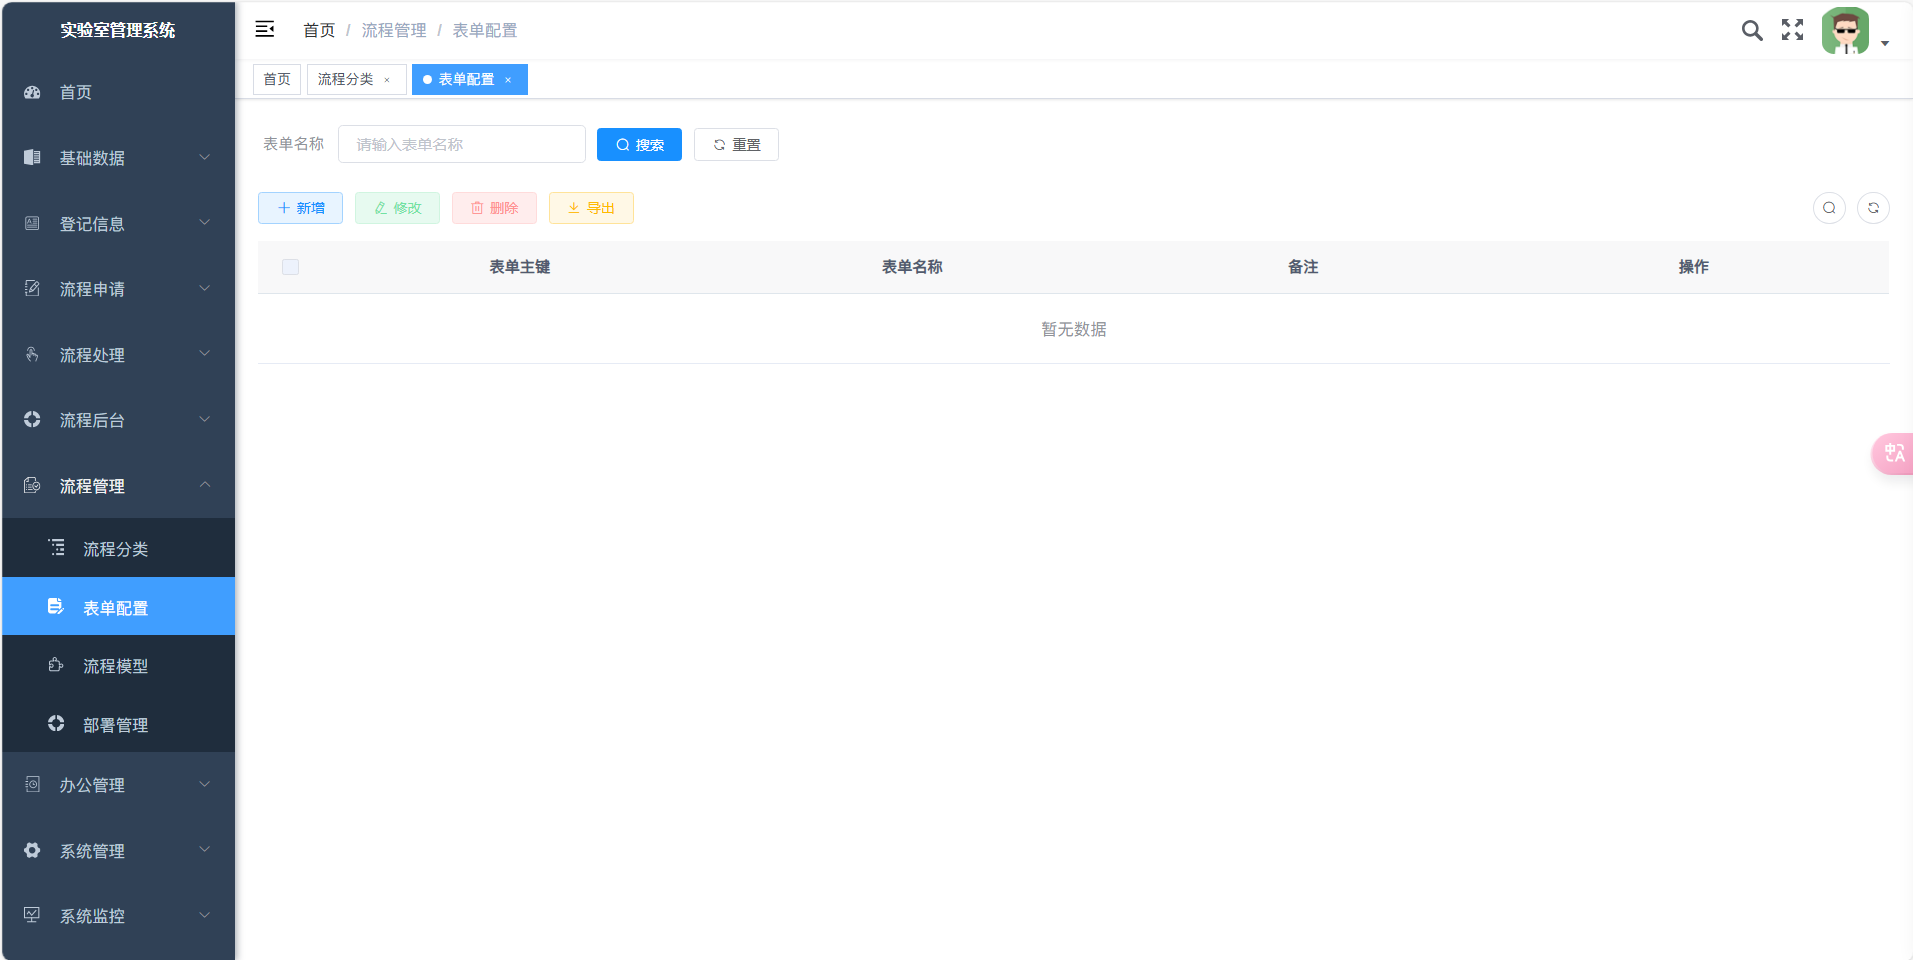 实验室管理系统
首页
基础数据
登记信息
流程申请
流程处理
流程后台
流程管理
流程分类
表单配置
流程模型
部署管理
办公管理
系统管理
系统监控
首页 / 流程管理 / 表单配置
首页 流程分类 × 表单配置 ×
表单名称 请输入表单名称 搜索 重置
新增 修改 删除 导出
表单主键 表单名称 备注 操作
暂无数据
中A